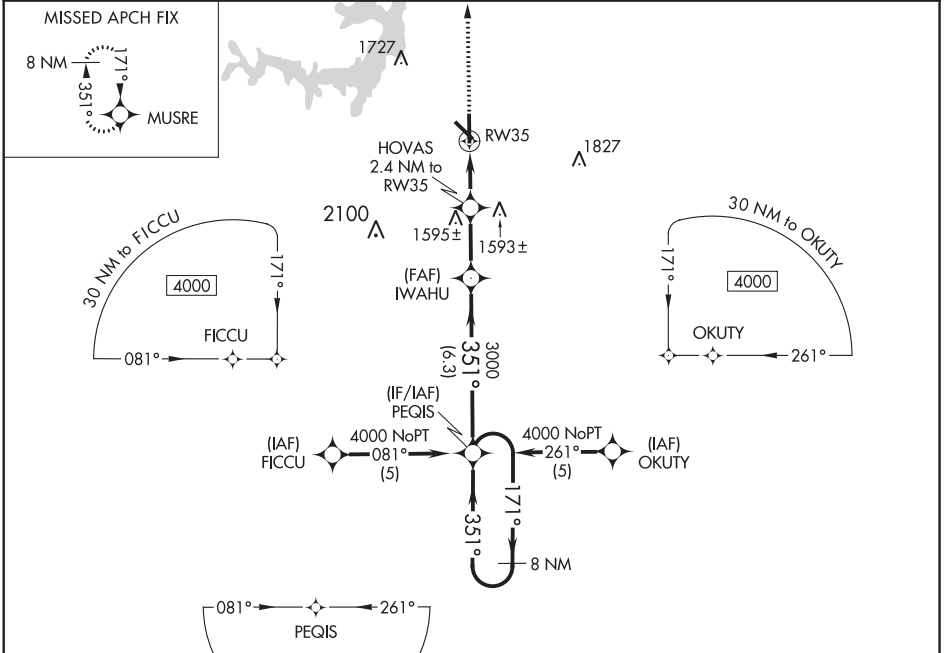 MISSED APCH FIX
8 NM
171°
351°
MUSRE
1727
RW35
HOVAS
2.4 NM to
RW35
1827
2100
1595±
1593±
30 NM to FICCU
4000
171°
FICCU
081°
(FAF)
IWAHU
30 NM to OKUTY
171°
4000
OKUTY
261°
3000
351°
(6.3)
(IF/IAF)
PEQIS
(IAF)
FICCU
4000 NoPT
081°
(5)
4000 NoPT
261°
(5)
(IAF)
OKUTY
351°
171°
8 NM
081°
261°
PEQIS